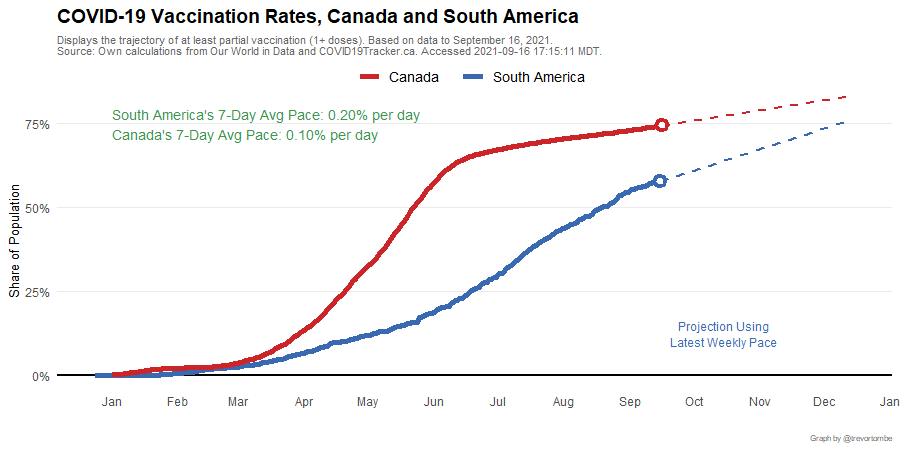 COVID-19 Vaccination Rates, Canada and South America
Displays the trajectory of at least partial vaccination (1+ doses). Based on data to September 16, 2021.
Source: Own calculations from Our World in Data and COVID19Tracker.ca. Accessed 2021-09-16 17:15:11 MDT.
Canada South America
South America's 7-Day Avg Pace: 0.20% per day
Canada's 7-Day Avg Pace: 0.10% per day
75%
50%
25%
0%
Share of Population
Projection Using
Latest Weekly Pace
Jan Feb Mar Apr May Jun Jul Aug Sep Oct Nov Dec Jan
Graph by @trevortombe